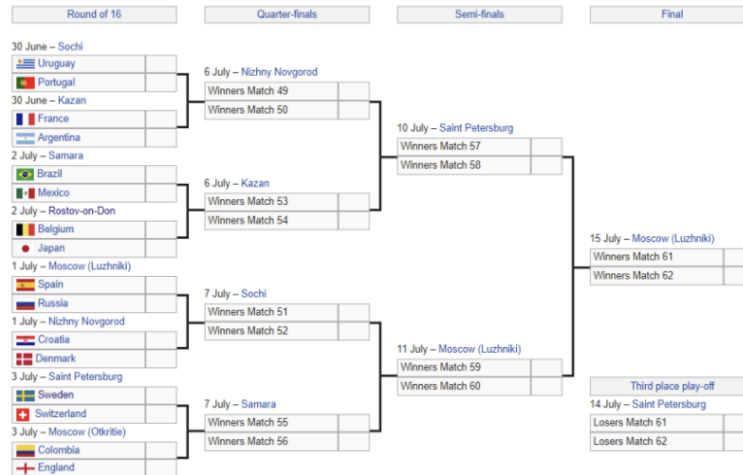 Round of 16
Quarter-finals
Semi-finals
Final
30 June – Sochi
Uruguay
Portugal
30 June – Kazan
France
Argentina
2 July – Samara
Brazil
Mexico
2 July – Rostov-on-Don
Belgium
Japan
1 July – Moscow (Luzhniki)
Spain
Russia
1 July – Nizhny Novgorod
Croatia
Denmark
3 July – Saint Petersburg
Sweden
Switzerland
3 July – Moscow (Otkritie)
Colombia
England
6 July – Nizhny Novgorod
Winners Match 49
Winners Match 50
6 July – Kazan
Winners Match 53
Winners Match 54
7 July – Sochi
Winners Match 51
Winners Match 52
7 July – Samara
Winners Match 55
Winners Match 56
10 July – Saint Petersburg
Winners Match 57
Winners Match 58
11 July – Moscow (Luzhniki)
Winners Match 59
Winners Match 60
15 July – Moscow (Luzhniki)
Winners Match 61
Winners Match 62
Third place play-off
14 July – Saint Petersburg
Losers Match 61
Losers Match 62